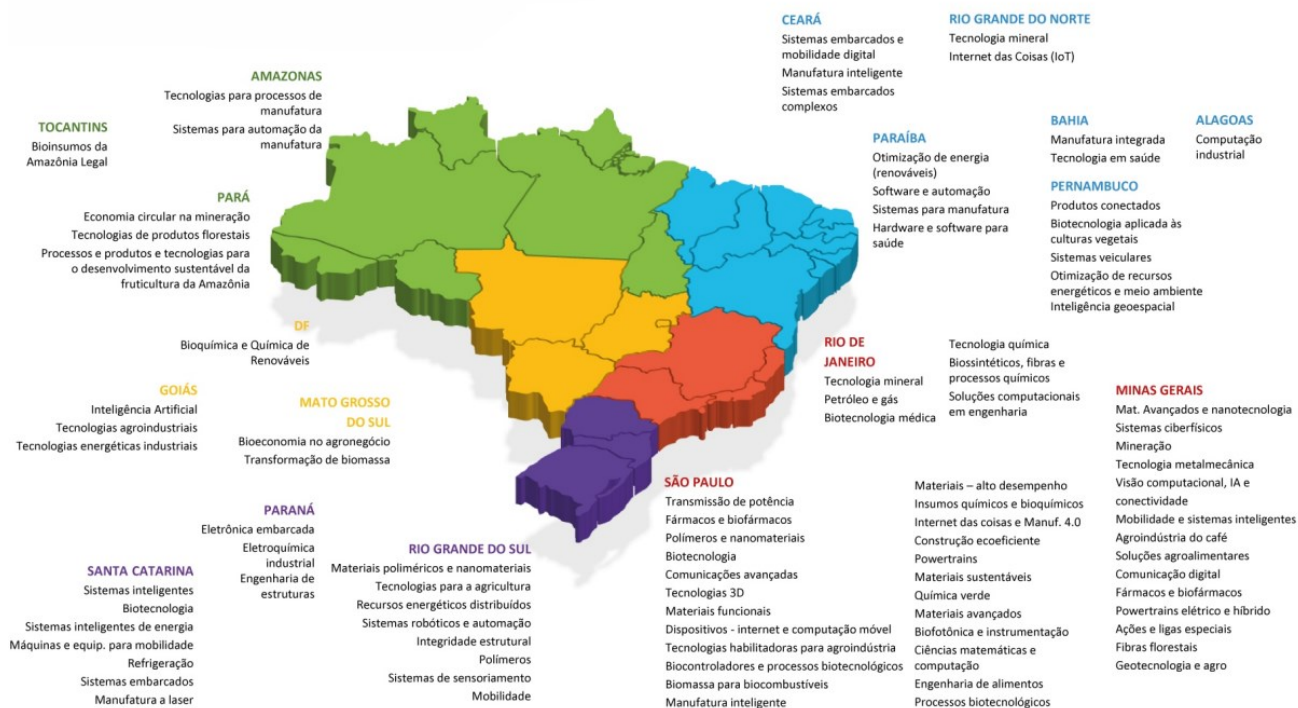 CEARÁ
Sistemas embarcados e
mobilidade digital
Manufatura inteligente
Sistemas embarcados
complexos
RIO GRANDE DO NORTE
Tecnologia mineral
Internet das Coisas (IoT)
AMAZONAS
Tecnologias para processos de
manufatura
Sistemas para automação da
manufatura
TOCANTINS
Bioinsumos da
Amazônia Legal
PARAÍBA
Otimização de energia
(renováveis)
Software e automação
Sistemas para manufatura
Hardware e software para
saúde
BAHIA
Manufatura integrada
Tecnologia em saúde
ALAGOAS
Computação
industrial
PERNAMBUCO
Produtos conectados
Biotecnologia aplicada às
culturas vegetais
Sistemas veiculares
Otimização de recursos
energéticos e meio ambiente
Inteligência geoespacial
PARÁ
Economia circular na mineração
Tecnologias de produtos florestais
Processos e produtos e tecnologias para
o desenvolvimento sustentável da
fruticultura da Amazônia
DF
Bioquímica e Química de
Renováveis
GOIÁS
Inteligência Artificial
Tecnologias agroindustriais
Tecnologias energéticas industriais
MATO GROSSO
DO SUL
Bioeconomia no agronegócio
Transformação de biomassa
RIO DE
JANEIRO
Tecnologia mineral
Petróleo e gás
Biotecnologia médica
Tecnologia química
Biossintéticos, fibras e
processos químicos
Soluções computacionais
em engenharia
MINAS GERAIS
Mat. Avançados e nanotecnologia
Sistemas ciberfísicos
Mineração
Tecnologia metalmecânica
Visão computacional, IA e
conectividade
Mobilidade e sistemas inteligentes
Agroindústria do café
Soluções agroalimentares
Comunicação digital
Fármacos e biofármacos
Powertrains elétrico e híbrido
Ações e ligas especiais
Fibras florestais
Geotecnologia e agro
PARANÁ
Eletrônica embarcada
Eletroquímica
industrial
Engenharia de
estruturas
SANTA CATARINA
Sistemas inteligentes
Biotecnologia
Sistemas inteligentes de energia
Máquinas e equip. para mobilidade
Refrigeração
Sistemas embarcados
Manufatura a laser
RIO GRANDE DO SUL
Materiais poliméricos e nanomateriais
Tecnologias para a agricultura
Recursos energéticos distribuídos
Sistemas robóticos e automação
Integridade estrutural
Polímeros
Sistemas de sensoriamento
Mobilidade
SÃO PAULO
Transmissão de potência
Fármacos e biofármacos
Polímeros e nanomateriais
Biotecnologia
Comunicações avançadas
Tecnologias 3D
Materiais funcionais
Dispositivos - internet e computação móvel
Tecnologias habilitadoras para agroindústria
Biocontroladores e processos biotecnológicos
Biomassa para biocombustíveis
Manufatura inteligente
Materiais – alto desempenho
Insumos químicos e bioquímicos
Internet das coisas e Manuf. 4.0
Construção ecoeficiente
Powertrains
Materiais sustentáveis
Química verde
Materiais avançados
Biofotônica e instrumentação
Ciências matemáticas e
computação
Engenharia de alimentos
Processos biotecnológicos